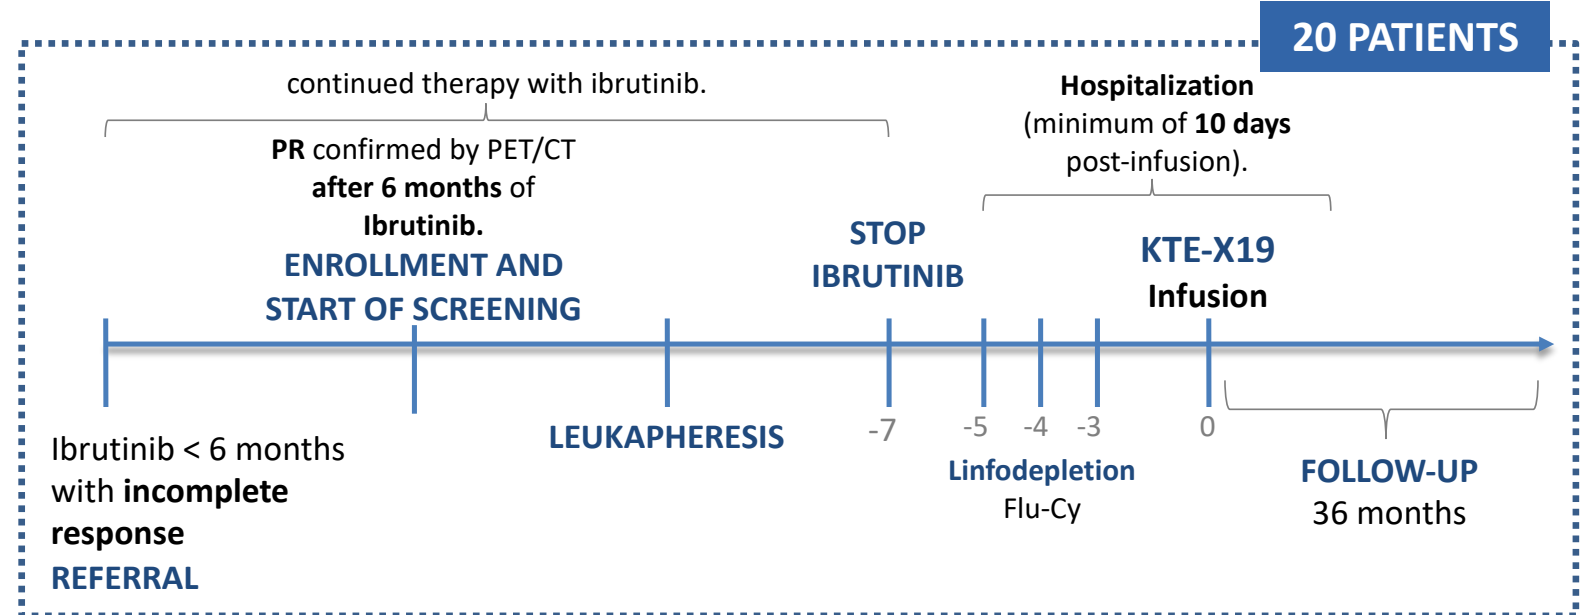 20 PATIENTS
continued therapy with ibrutinib.
PR confirmed by PET/CT
after 6 months of
Ibrutinib.
ENROLLMENT AND
START OF SCREENING
STOP
IBRUTINIB
Hospitalization
(minimum of 10 days
post-infusion).
KTE-X19
Infusion
Ibrutinib < 6 months
with incomplete
response
REFERRAL
LEUKAPHERESIS
-7
-5
-4
-3
0
Linfodepletion
Flu-Cy
FOLLOW-UP
36 months